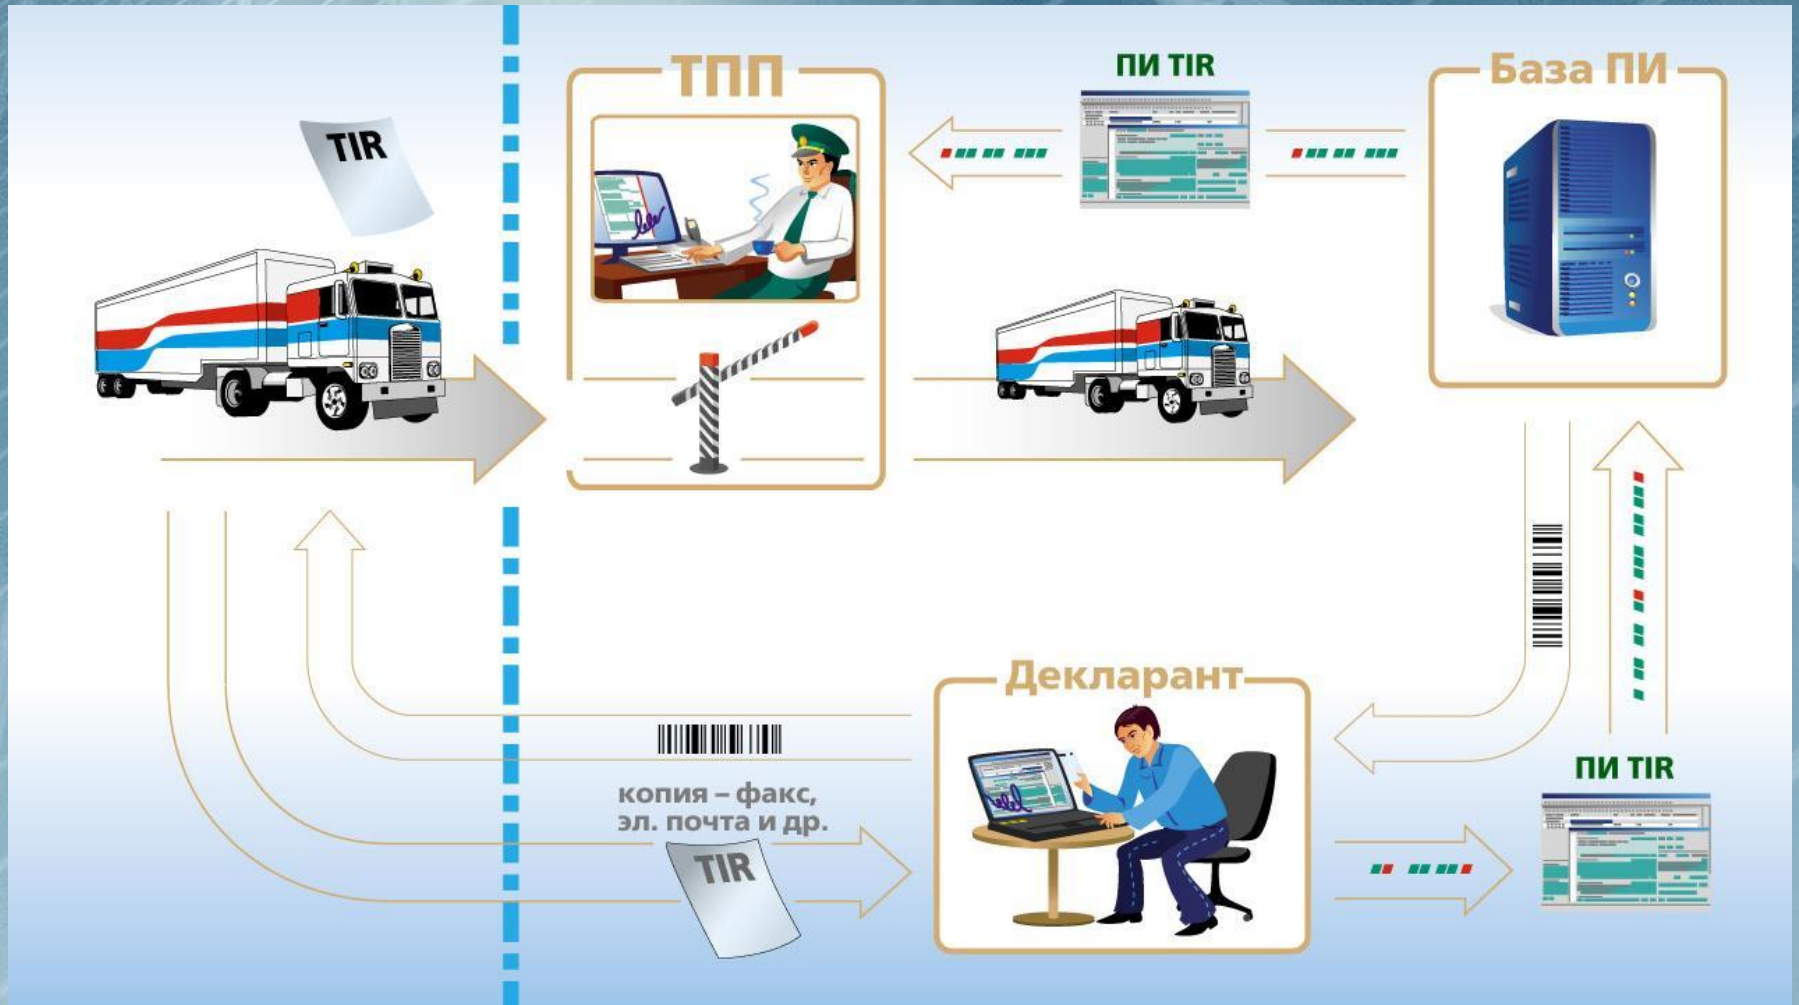 ТПП
ПИ TIR
База ПИ
TIR
Декларант
ПИ TIR
копия – факс,
эл. почта и др.
TIR